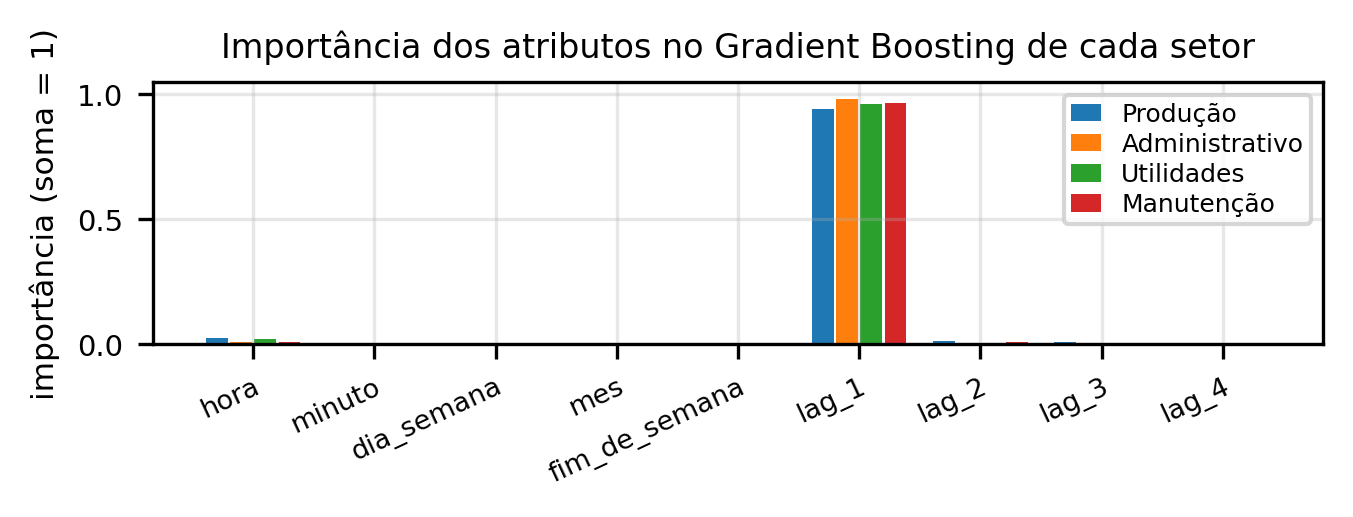 Importância dos atributos no Gradient Boosting de cada setor
importância (soma = 1)
1.0
0.5
0.0
Produção
Administrativo
Utilidades
Manutenção
hora
minuto
dia_semana
mes
fim_de_semana
lag_1
lag_2
lag_3
lag_4